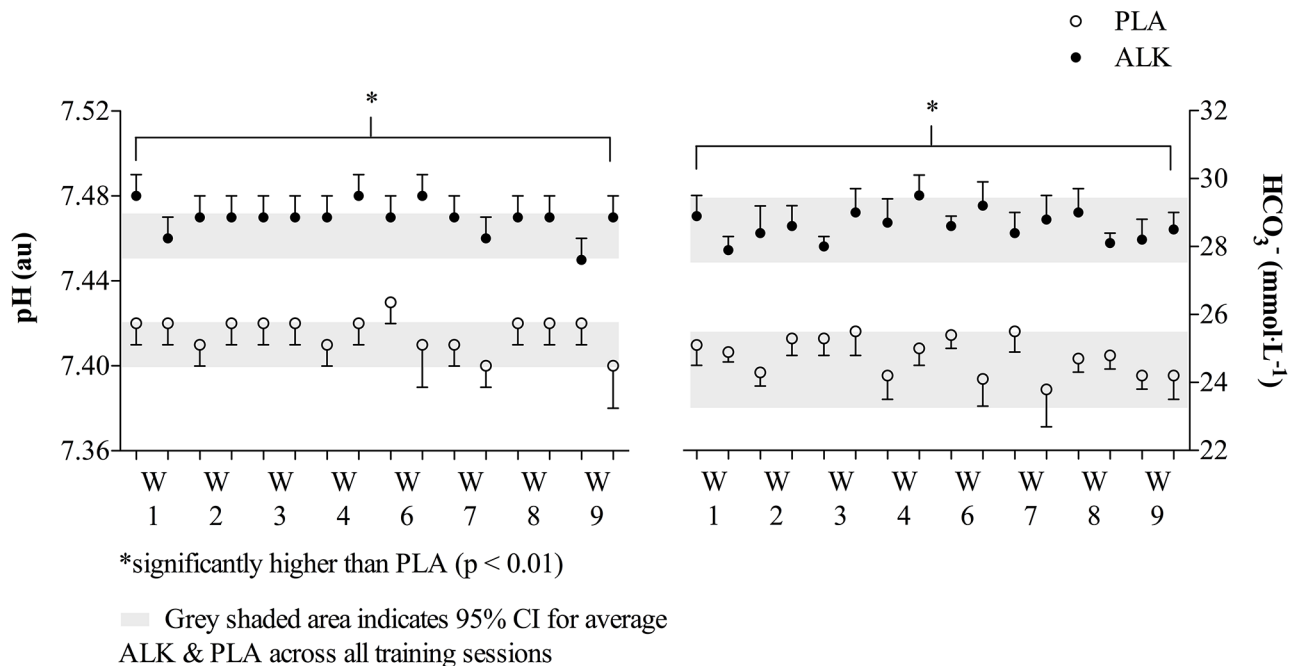 PLA
ALK
* *
7.52
7.48
7.44
7.40
7.36
pH (au)
32
30
28
26
24
22
HCO3- (mmol·L-1)
W W W W W W W W
1 2 3 4 6 7 8 9
W W W W W W W W
1 2 3 4 6 7 8 9
*significantly higher than PLA (p < 0.01)
Grey shaded area indicates 95% CI for average
ALK & PLA across all training sessions